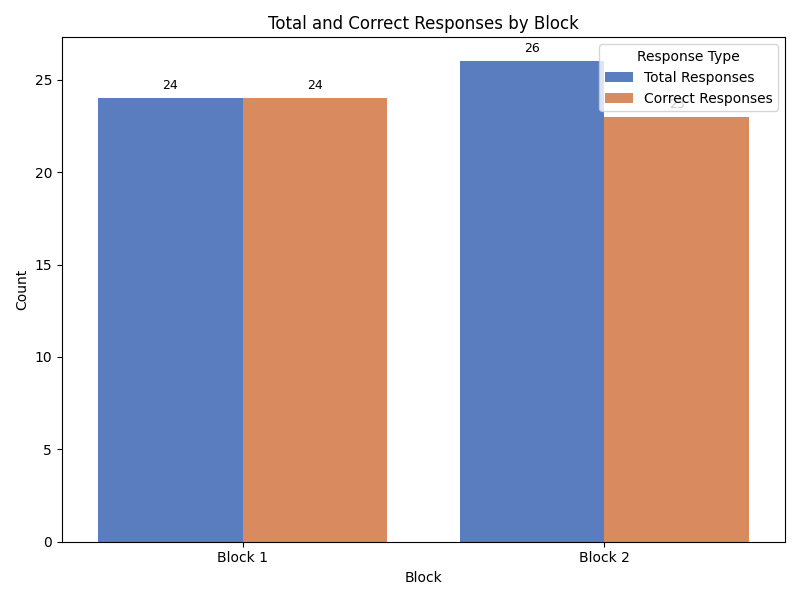 Total and Correct Responses by Block
Response Type
Total Responses
Correct Responses
24
24
26
23
25
20
15
10
5
0
Count
Block 1
Block 2
Block